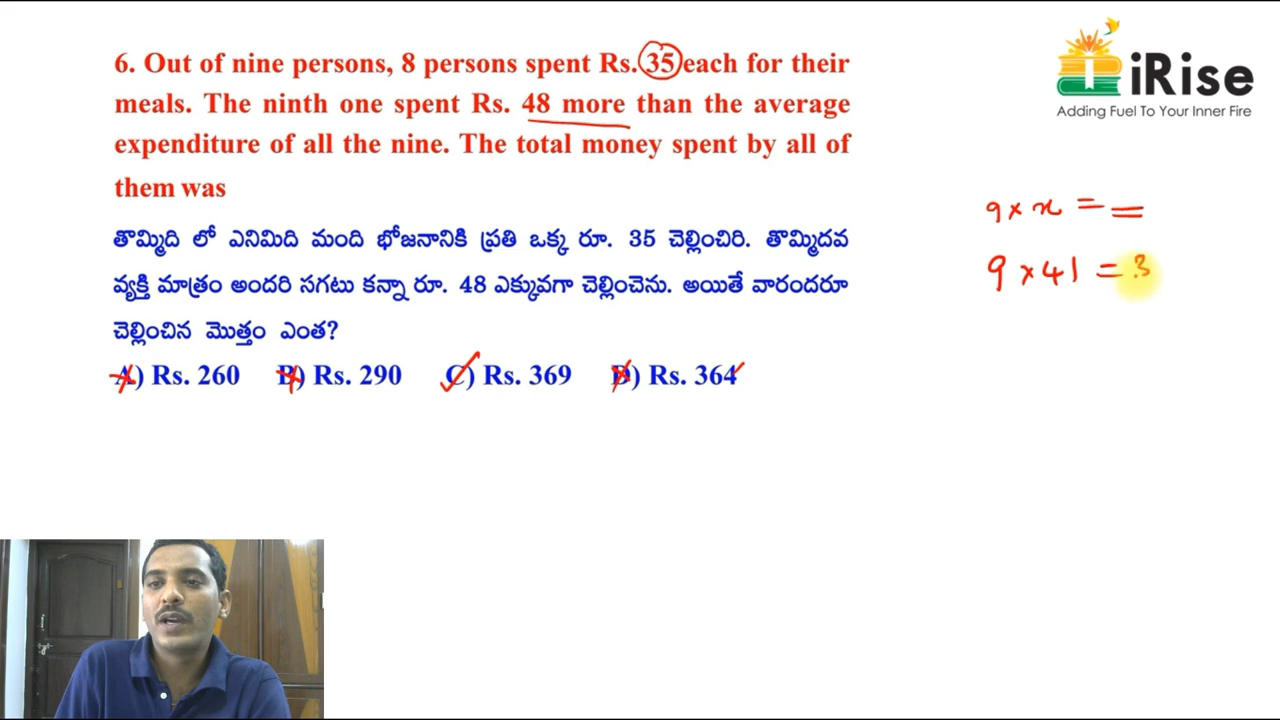 6. Out of nine persons, 8 persons spent Rs. 35 each for their
meals. The ninth one spent Rs. 48 more than the average
expenditure of all the nine. The total money spent by all of
them was
తొమ్మిది లో ఎనిమిది మంది భోజనానికి ప్రతి ఒక్క రూ. 35 చెల్లించిరి. తొమ్మిదవ
వ్యక్తి మాత్రం అందరి సగటు కన్నా రూ. 48 ఎక్కువగా చెల్లించెను. అయితే వారందరూ
చెల్లించిన మొత్తం ఎంత?
A) Rs. 260 B) Rs. 290 C) Rs. 369 D) Rs. 364
iRise
Adding Fuel To Your Inner Fire
9 × x = =
9 × 41 = 3